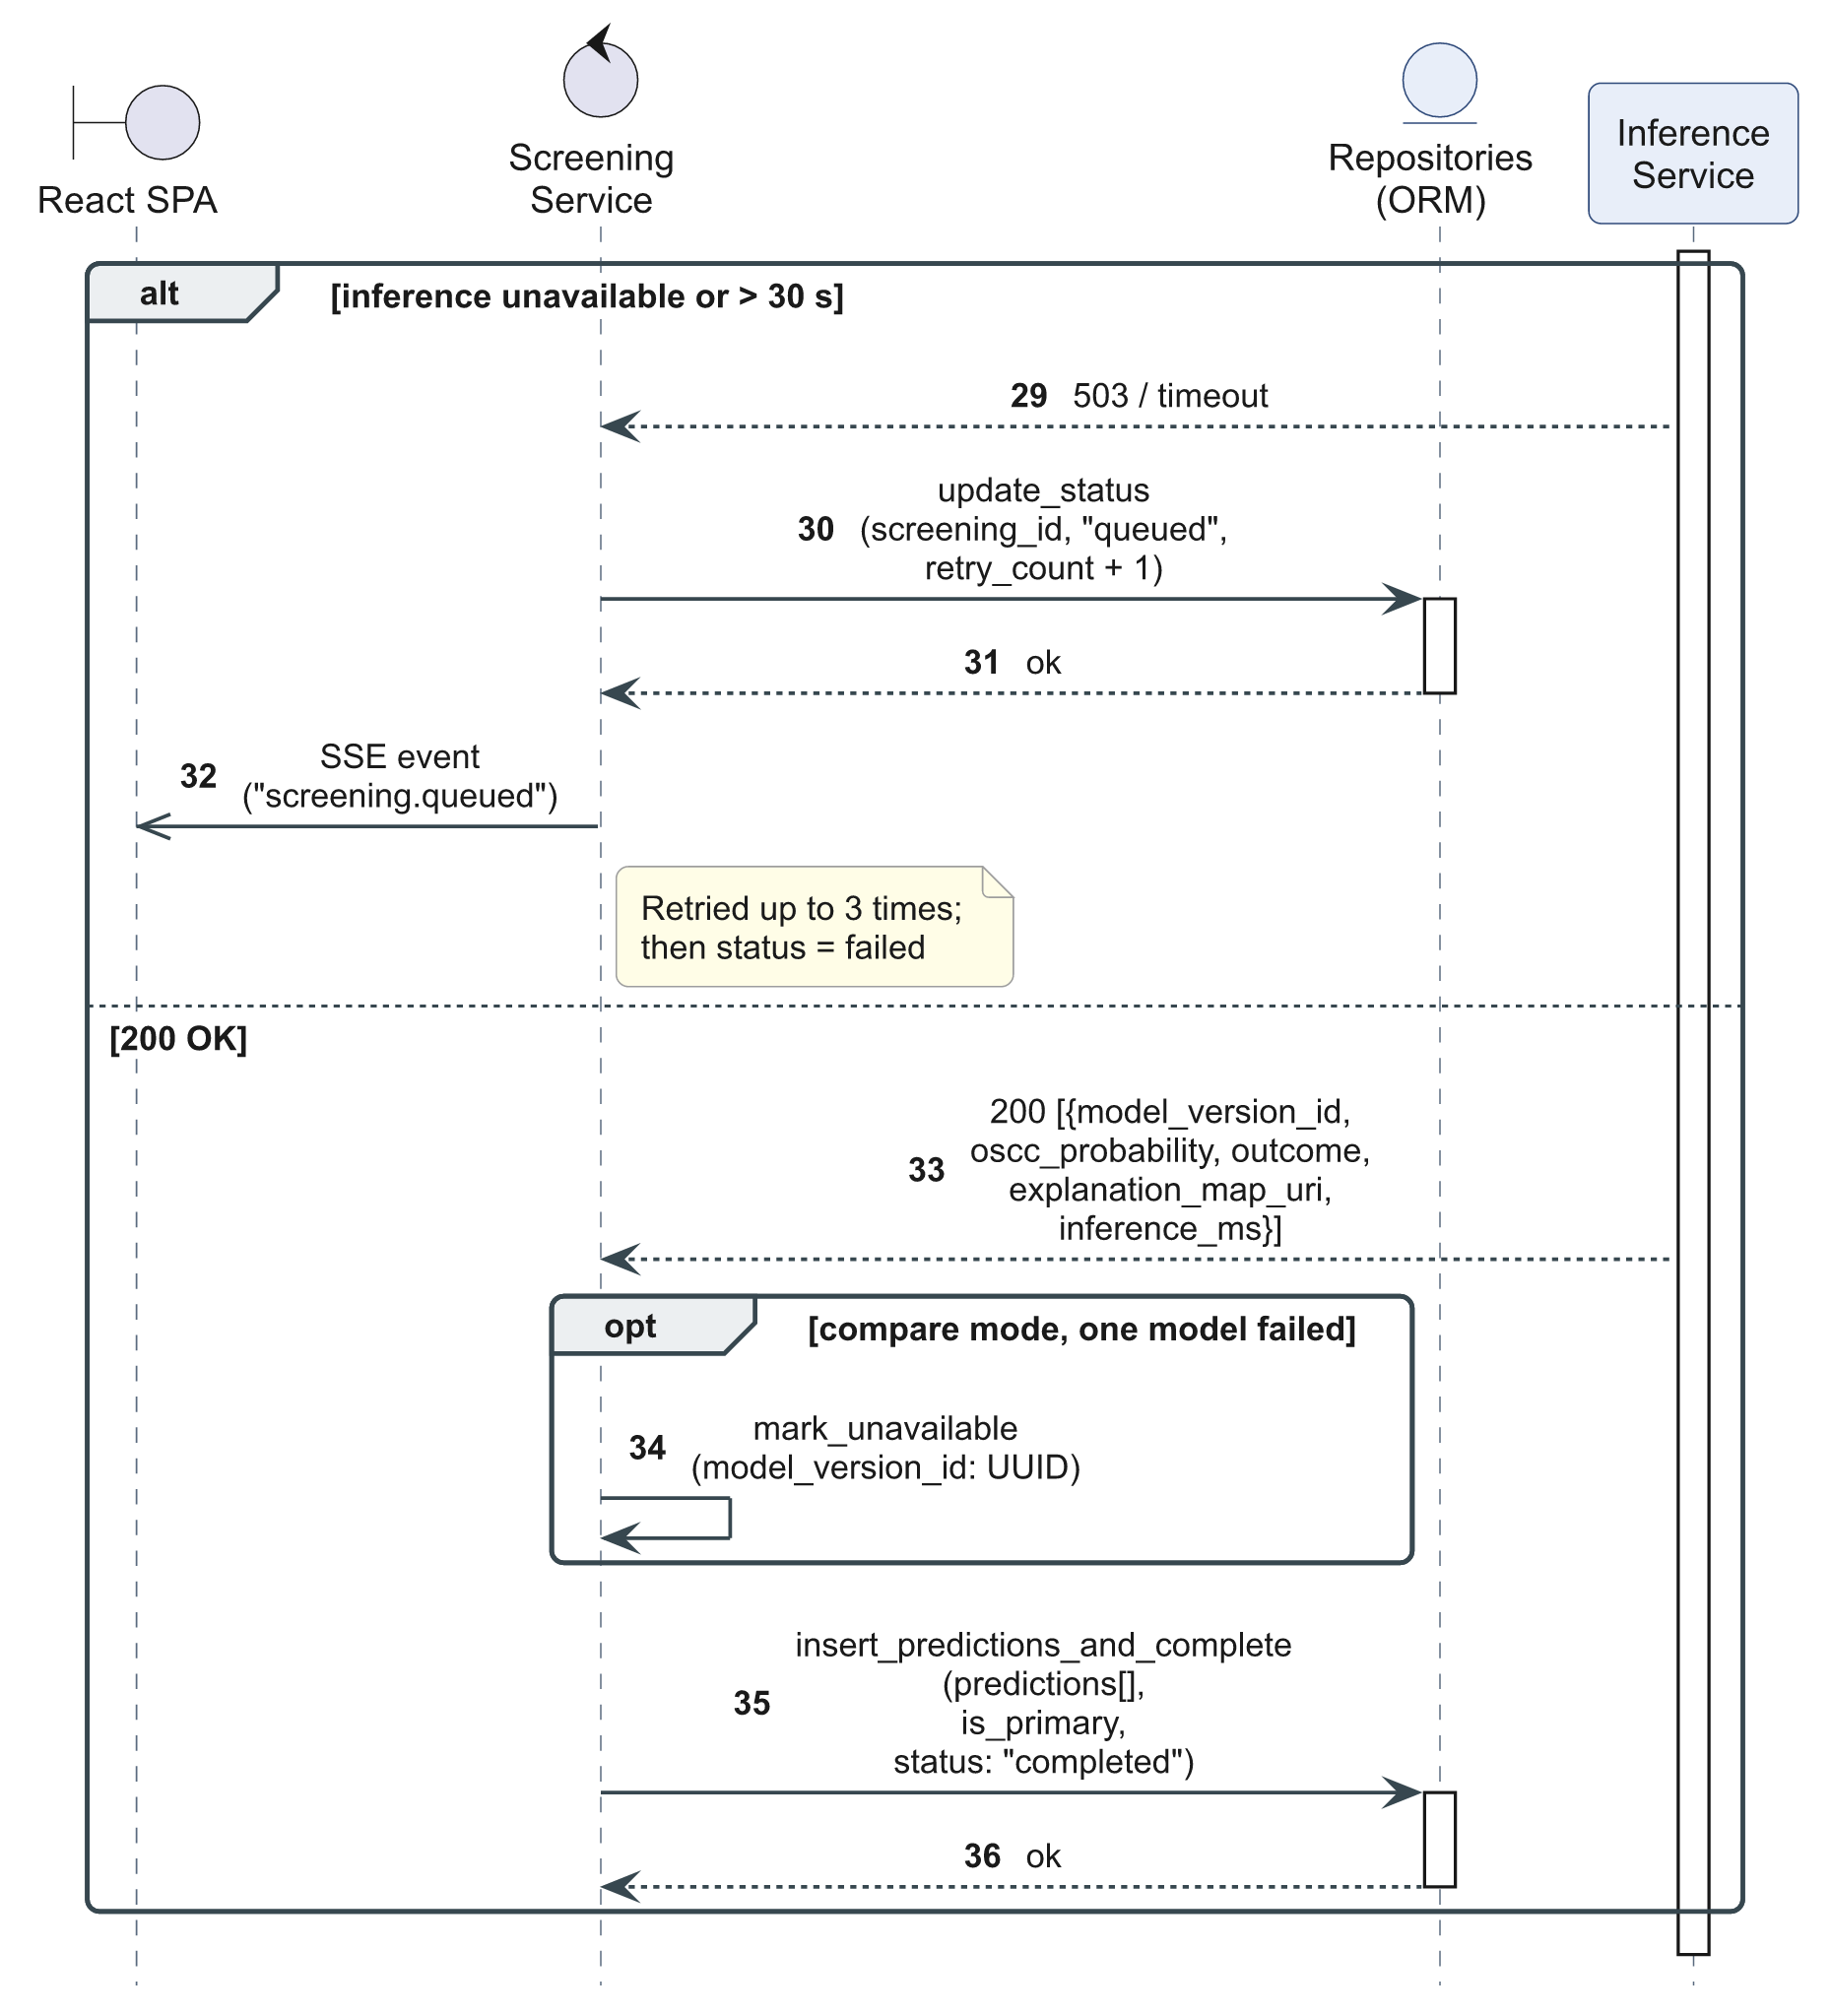 React SPA
Screening
Service
Repositories
(ORM)
Inference
Service
alt
[inference unavailable or > 30 s]
29 503 / timeout
update_status
30 (screening_id, "queued",
retry_count + 1)
31 ok
SSE event
32 ("screening.queued")
Retried up to 3 times;
then status = failed
[200 OK]
200 [{model_version_id,
oscc_probability, outcome,
33
explanation_map_uri,
inference_ms}]
opt
[compare mode, one model failed]
mark_unavailable
34 (model_version_id: UUID)
insert_predictions_and_complete
(predictions[],
35
is_primary,
status: "completed")
36 ok